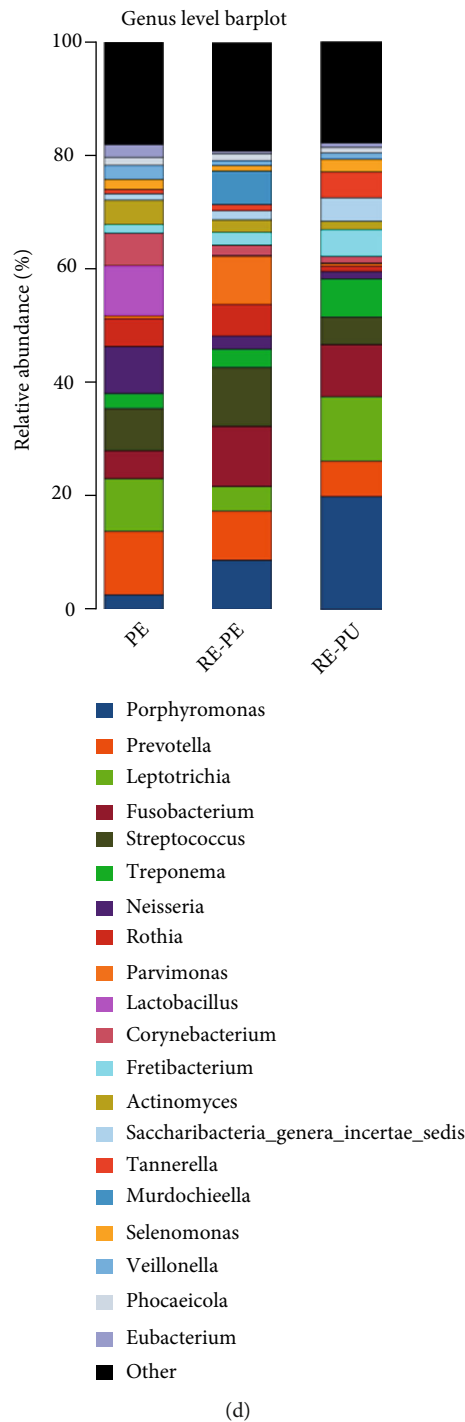 Genus level barplot
100
80
60
40
20
0
Relative abundance (%)
PE
RE-PE
RE-PU
Porphyromonas
Prevotella
Leptotrichia
Fusobacterium
Streptococcus
Treponema
Neisseria
Rothia
Parvimonas
Lactobacillus
Corynebacterium
Fretibacterium
Actinomyces
Saccharibacteria_genera_incertae_sedis
Tannerella
Murdochieella
Selenomonas
Veillonella
Phocaeicola
Eubacterium
Other
(d)